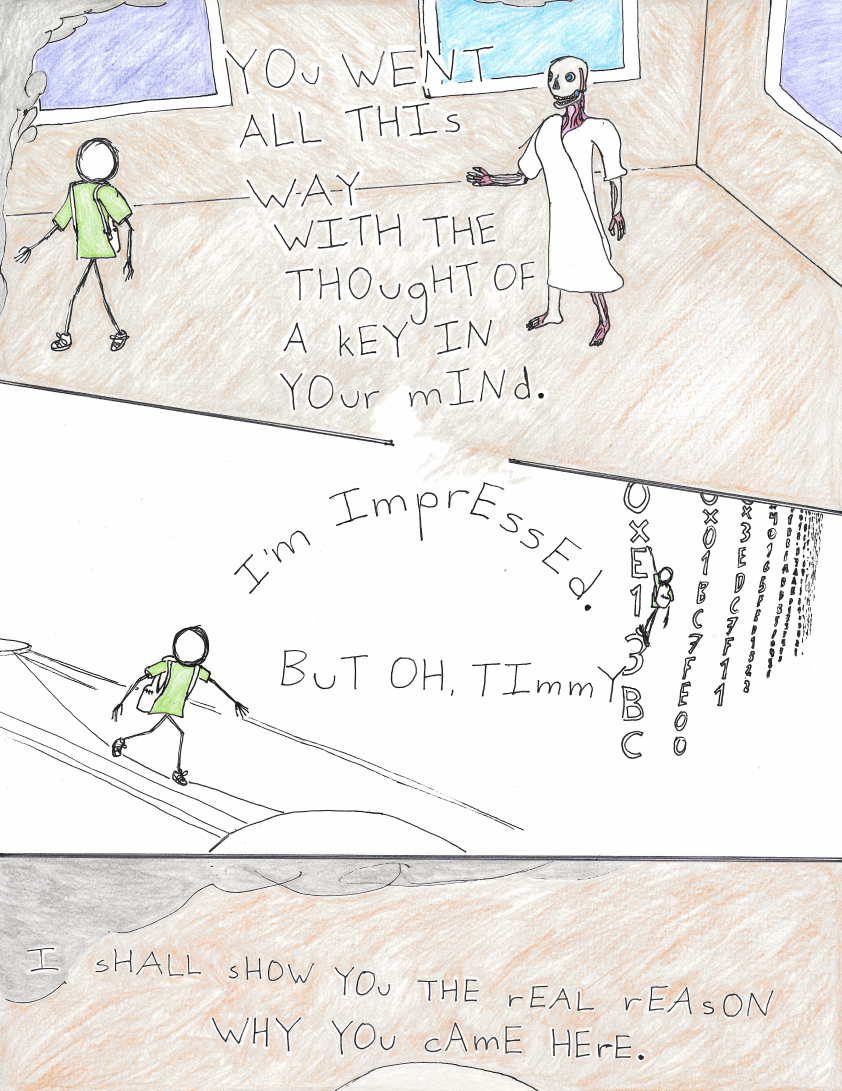 YOu WENT
ALL THIs
WAY
WITH THE
THOugHT OF
A kEY IN
YOur mINd.
I'm ImprEssEd.
BuT OH, TImmY
0xE13BC
0x01BC7FE00
0x3EDC7F11
I sHALL sHOW YOu THE rEAL rEAsON
WHY YOu cAmE HErE.